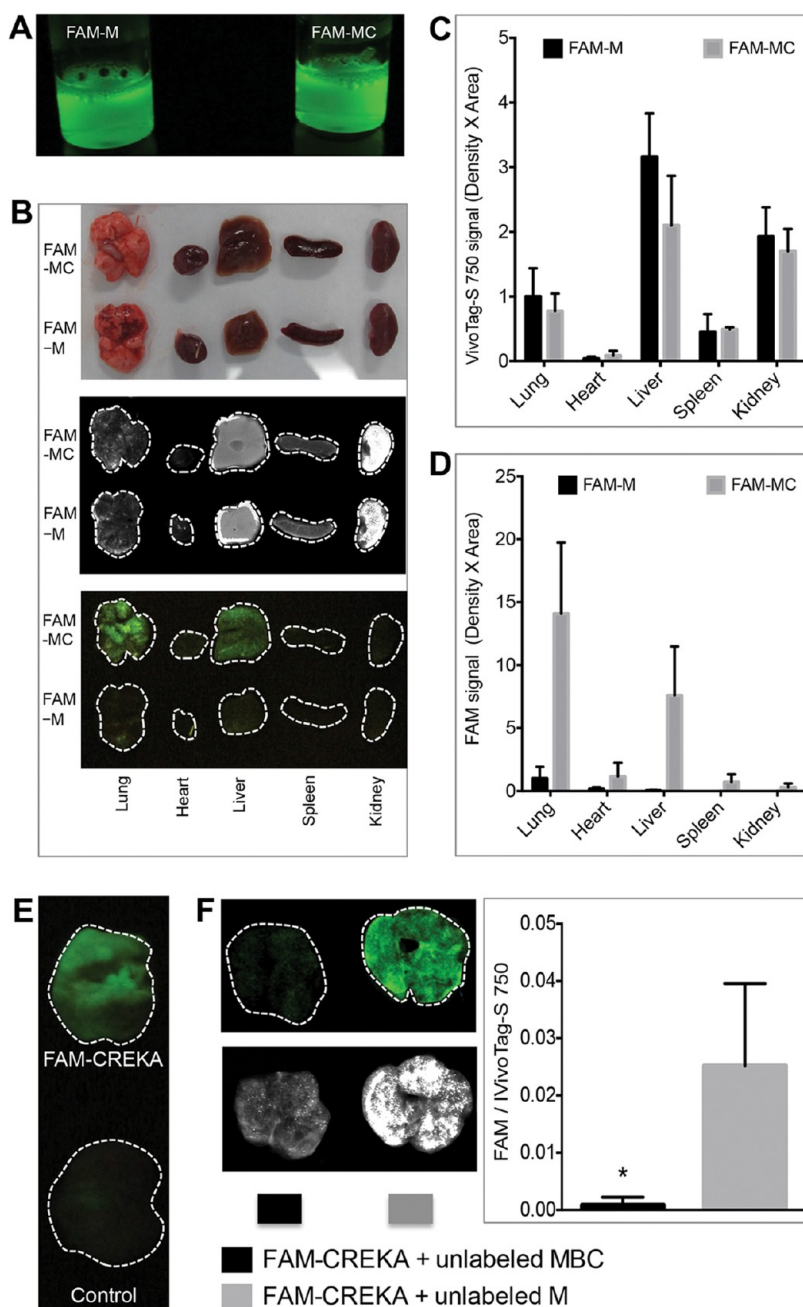 A
FAM-M FAM-MC
B
FAM
-MC
FAM
–M
FAM
-MC
FAM
–M
FAM
-MC
FAM
–M
Lung
Heart
Liver
Spleen
Kidney
C
FAM-M FAM-MC
VivoTag-S 750 signal (Density X Area)
5
4
3
2
1
0
Lung
Heart
Liver
Spleen
Kidney
D
FAM-M FAM-MC
FAM signal (Density X Area)
25
20
15
10
5
0
Lung
Heart
Liver
Spleen
Kidney
E
FAM-CREKA
Control
F
FAM / IVivoTag-S 750
0.05
0.04
0.03
0.02
0.01
0.00
*
FAM-CREKA + unlabeled MBC
FAM-CREKA + unlabeled M